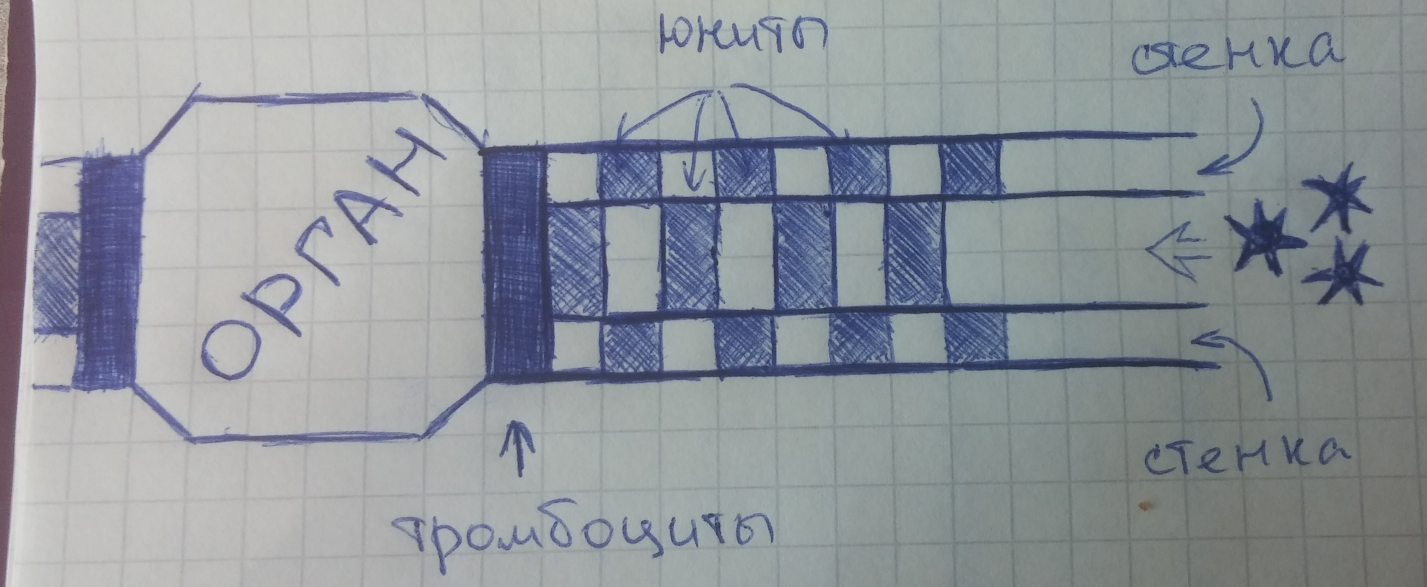 юниты
стенка
ОРГАН
стенка
тромбоциты